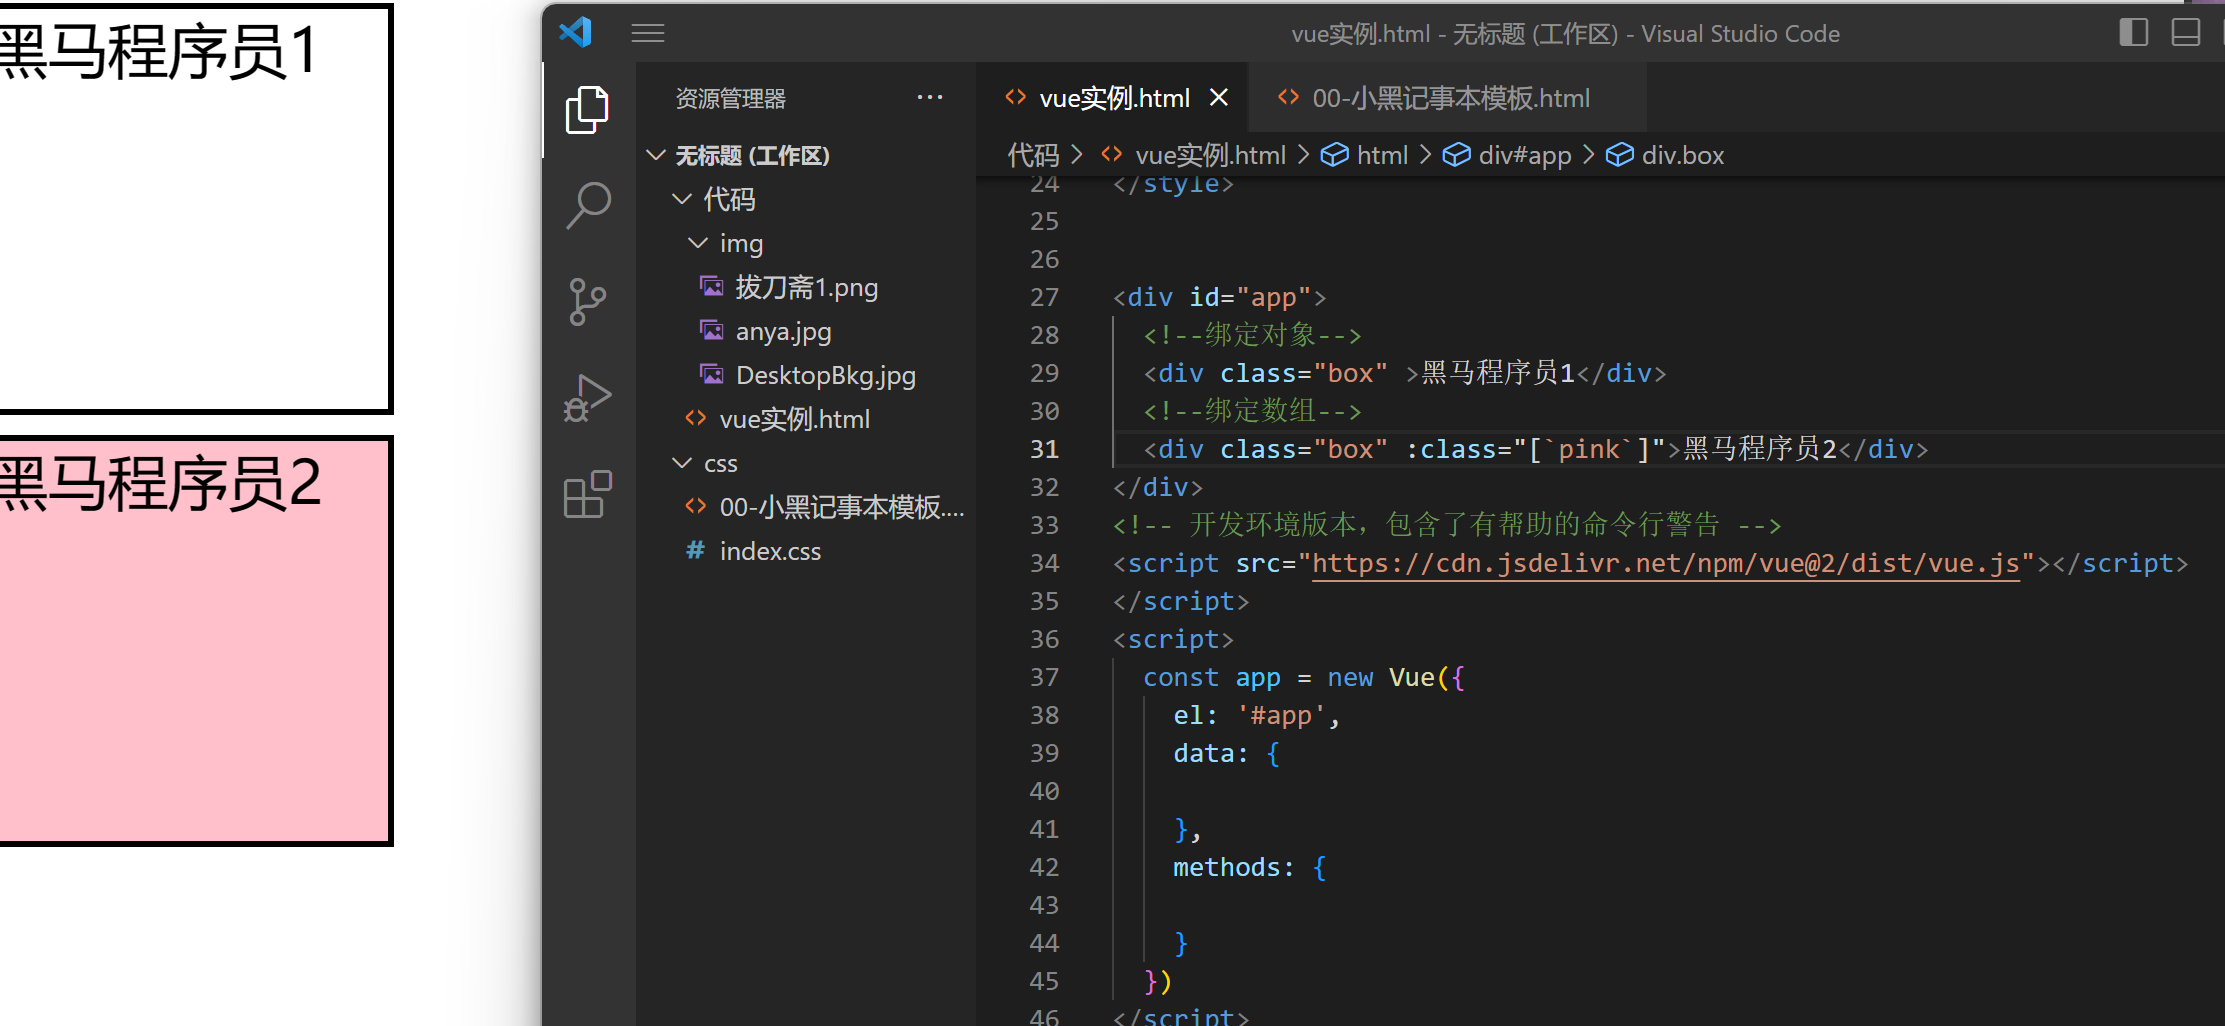 黑马程序员1
黑马程序员2
vue实例.html - 无标题 (工作区) - Visual Studio Code
资源管理器 ···
无标题 (工作区)
代码
img
拔刀斋1.png
anya.jpg
DesktopBkg.jpg
vue实例.html
css
00-小黑记事本模板....
index.css
vue实例.html
00-小黑记事本模板.html
代码 > vue实例.html > html > div#app > div.box
24 </style>
25
26
27 <div id="app">
28 <!--绑定对象-->
29 <div class="box" >黑马程序员1</div>
30 <!--绑定数组-->
31 <div class="box" :class="[`pink`]">黑马程序员2</div>
32 </div>
33 <!-- 开发环境版本，包含了有帮助的命令行警告 -->
34 <script src="https://cdn.jsdelivr.net/npm/vue@2/dist/vue.js"></script>
35 </script>
36 <script>
37 const app = new Vue({
38 el: '#app',
39 data: {
40
41 },
42 methods: {
43
44 }
45 })
46 </script>